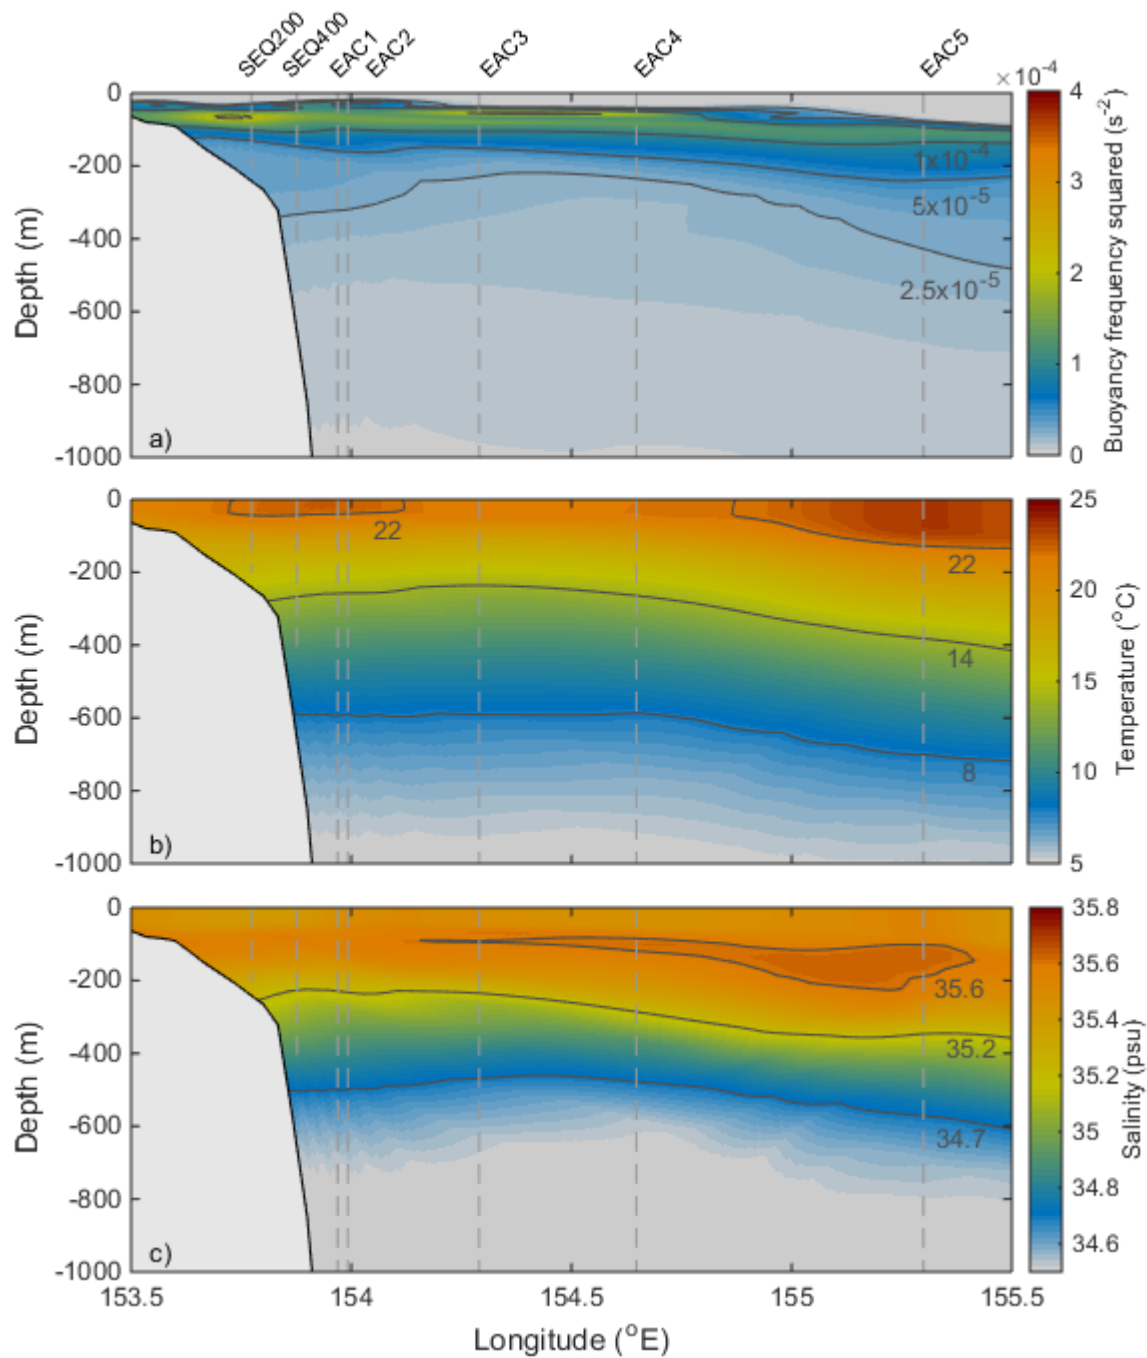 SEQ200 SEQ400 EAC1 EAC2 EAC3 EAC4 EAC5
×10⁻⁴
0
-200
-400
-600
-800
-1000
Depth (m)
a)
1x10⁻⁴
5x10⁻⁵
2.5x10⁻⁵
4
3
2
1
0
Buoyancy frequency squared (s⁻²)
0
-200
-400
-600
-800
-1000
Depth (m)
b)
22
22
14
8
25
20
15
10
5
Temperature (°C)
0
-200
-400
-600
-800
-1000
Depth (m)
c)
35.6
35.2
34.7
35.8
35.6
35.4
35.2
35
34.8
34.6
Salinity (psu)
153.5 154 154.5 155 155.5
Longitude (°E)